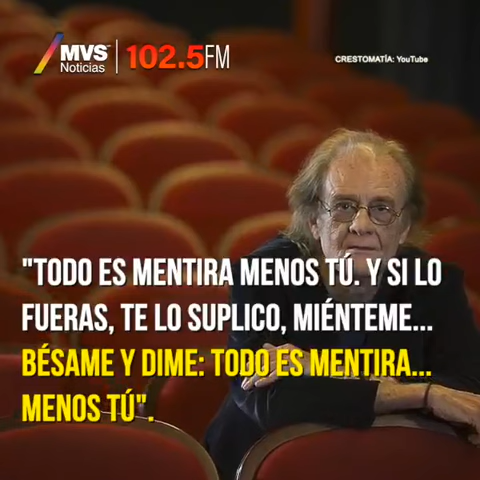 MVS
Noticias
102.5FM
CRESTOMATÍA: YouTube
"TODO ES MENTIRA MENOS TÚ. Y SI LO
FUERAS, TE LO SUPLICO, MIÉNTEME...
BÉSAME Y DIME: TODO ES MENTIRA...
MENOS TÚ".